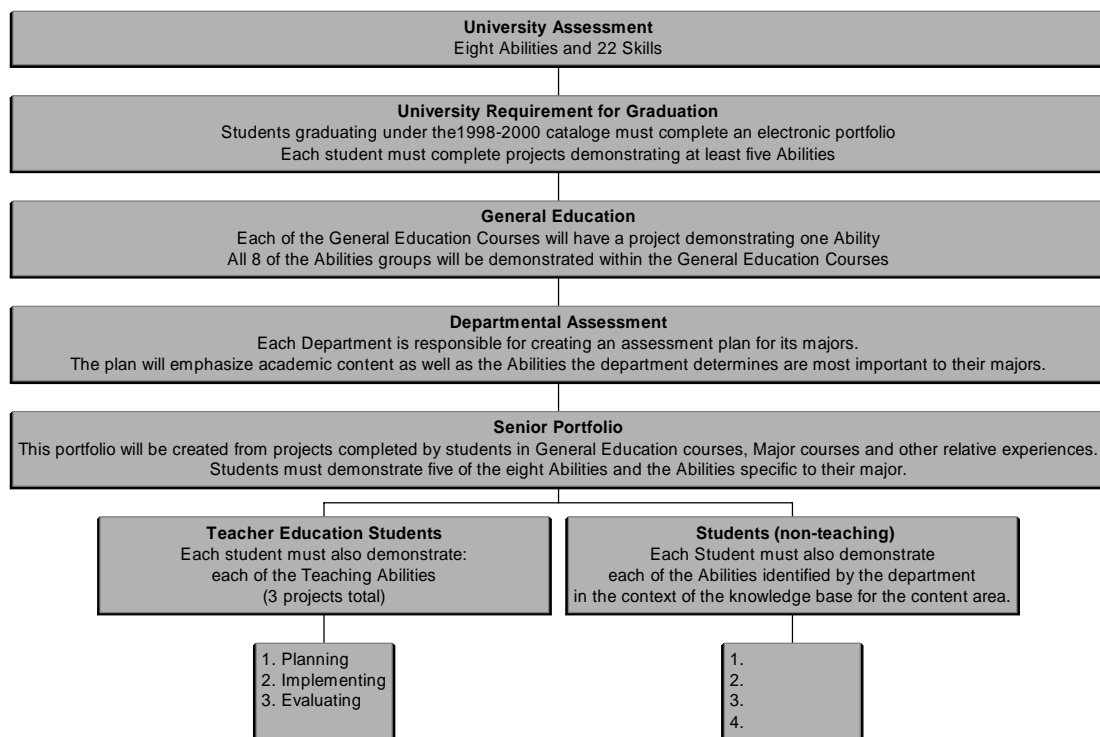 University Assessment
Eight Abilities and 22 Skills
University Requirement for Graduation
Students graduating under the1998-2000 cataloge must complete an electronic portfolio
Each student must complete projects demonstrating at least five Abilities
General Education
Each of the General Education Courses will have a project demonstrating one Ability
All 8 of the Abilities groups will be demonstrated within the General Education Courses
Departmental Assessment
Each Department is responsible for creating an assessment plan for its majors.
The plan will emphasize academic content as well as the Abilities the department determines are most important to their majors.
Senior Portfolio
This portfolio will be created from projects completed by students in General Education courses, Major courses and other relative experiences.
Students must demonstrate five of the eight Abilities and the Abilities specific to their major.
Teacher Education Students
Each student must also demonstrate:
each of the Teaching Abilities
(3 projects total)
Students (non-teaching)
Each Student must also demonstrate
each of the Abilities identified by the department
in the context of the knowledge base for the content area.
1. Planning
2. Implementing
3. Evaluating
1.
2.
3.
4.